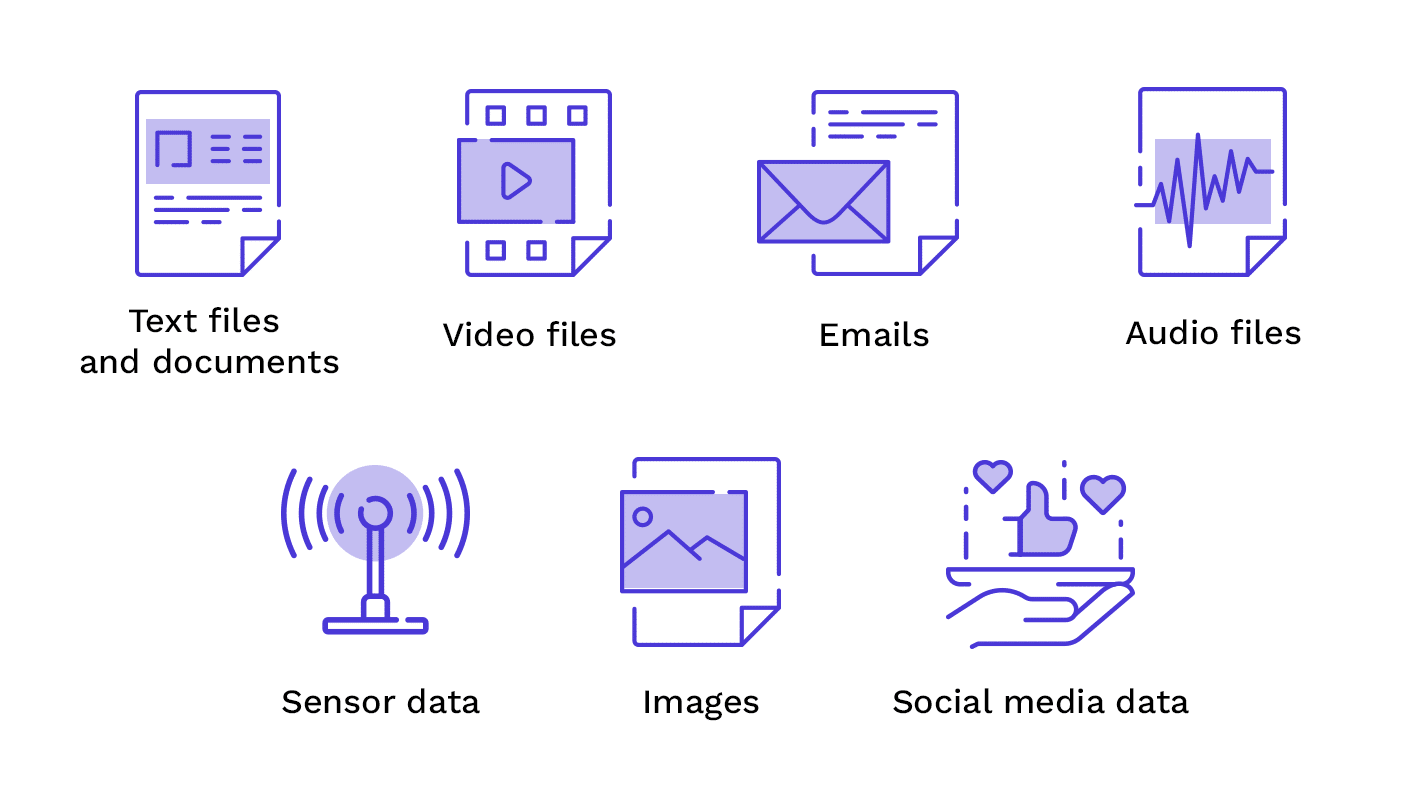 Text files
and documents
Video files
Emails
Audio files
Sensor data
Images
Social media data